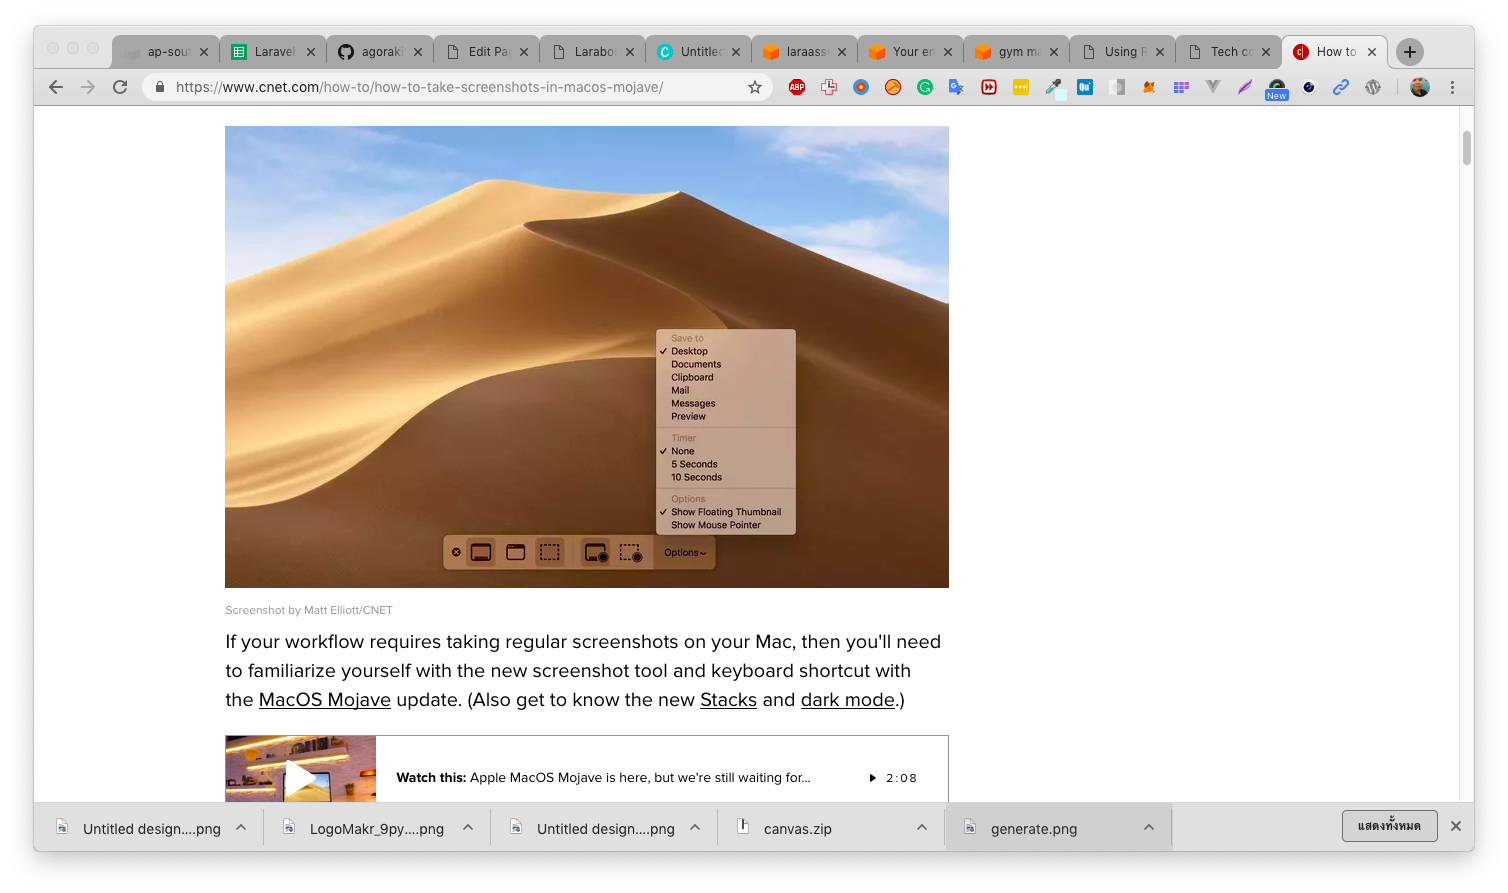 ap-sout
Laravel
agoraki
Edit Pa
Larabo
Untitled
laraass
Your en
gym ma
Using R
Tech co
How to
https://www.cnet.com/how-to/how-to-take-screenshots-in-macos-mojave/
ABP
Qu
New
Save to
Desktop
Documents
Clipboard
Mail
Messages
Preview
Timer
None
5 Seconds
10 Seconds
Options
Show Floating Thumbnail
Show Mouse Pointer
Options
Screenshot by Matt Elliott/CNET
If your workflow requires taking regular screenshots on your Mac, then you'll need
to familiarize yourself with the new screenshot tool and keyboard shortcut with
the MacOS Mojave update. (Also get to know the new Stacks and dark mode.)
Watch this: Apple MacOS Mojave is here, but we're still waiting for...
2:08
Untitled design....png
LogoMakr_9py....png
Untitled design....png
canvas.zip
generate.png
แสดงทั้งหมด